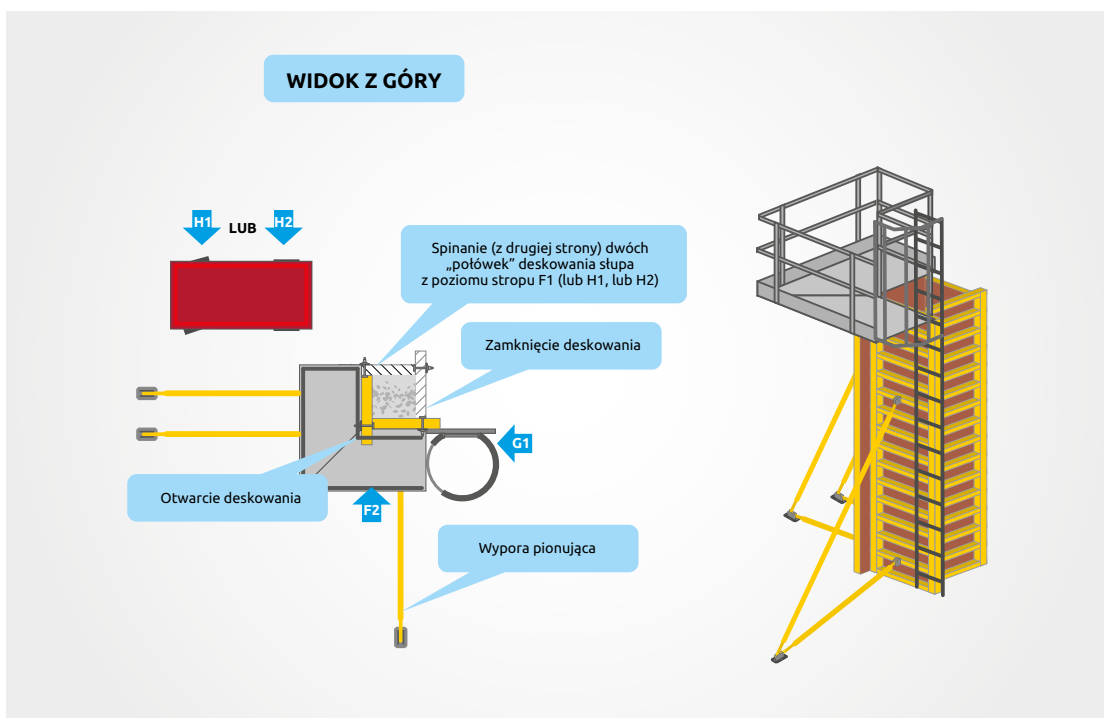 WIDOK Z GÓRY
H1 LUB H2
Spinanie (z drugiej strony) dwóch
„połówek” deskowania słupa
z poziomu stropu F1 (lub H1, lub H2)
Zamknięcie deskowania
G1
Otwarcie deskowania
F2
Wypora pionująca